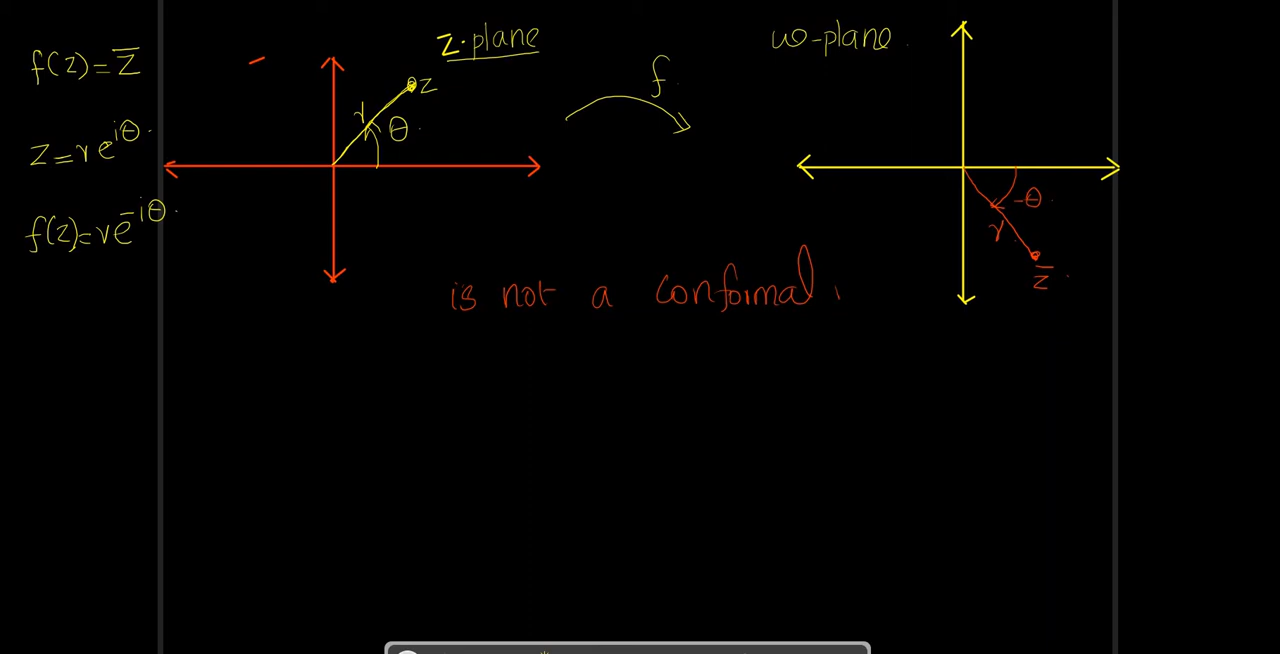 f(z)=z̅
z=re^{iθ}.
f(z)=re^{-iθ}.
z-plane
z
r
θ.
f
w-plane.
-θ.
r
z̅.
is not a conformal.